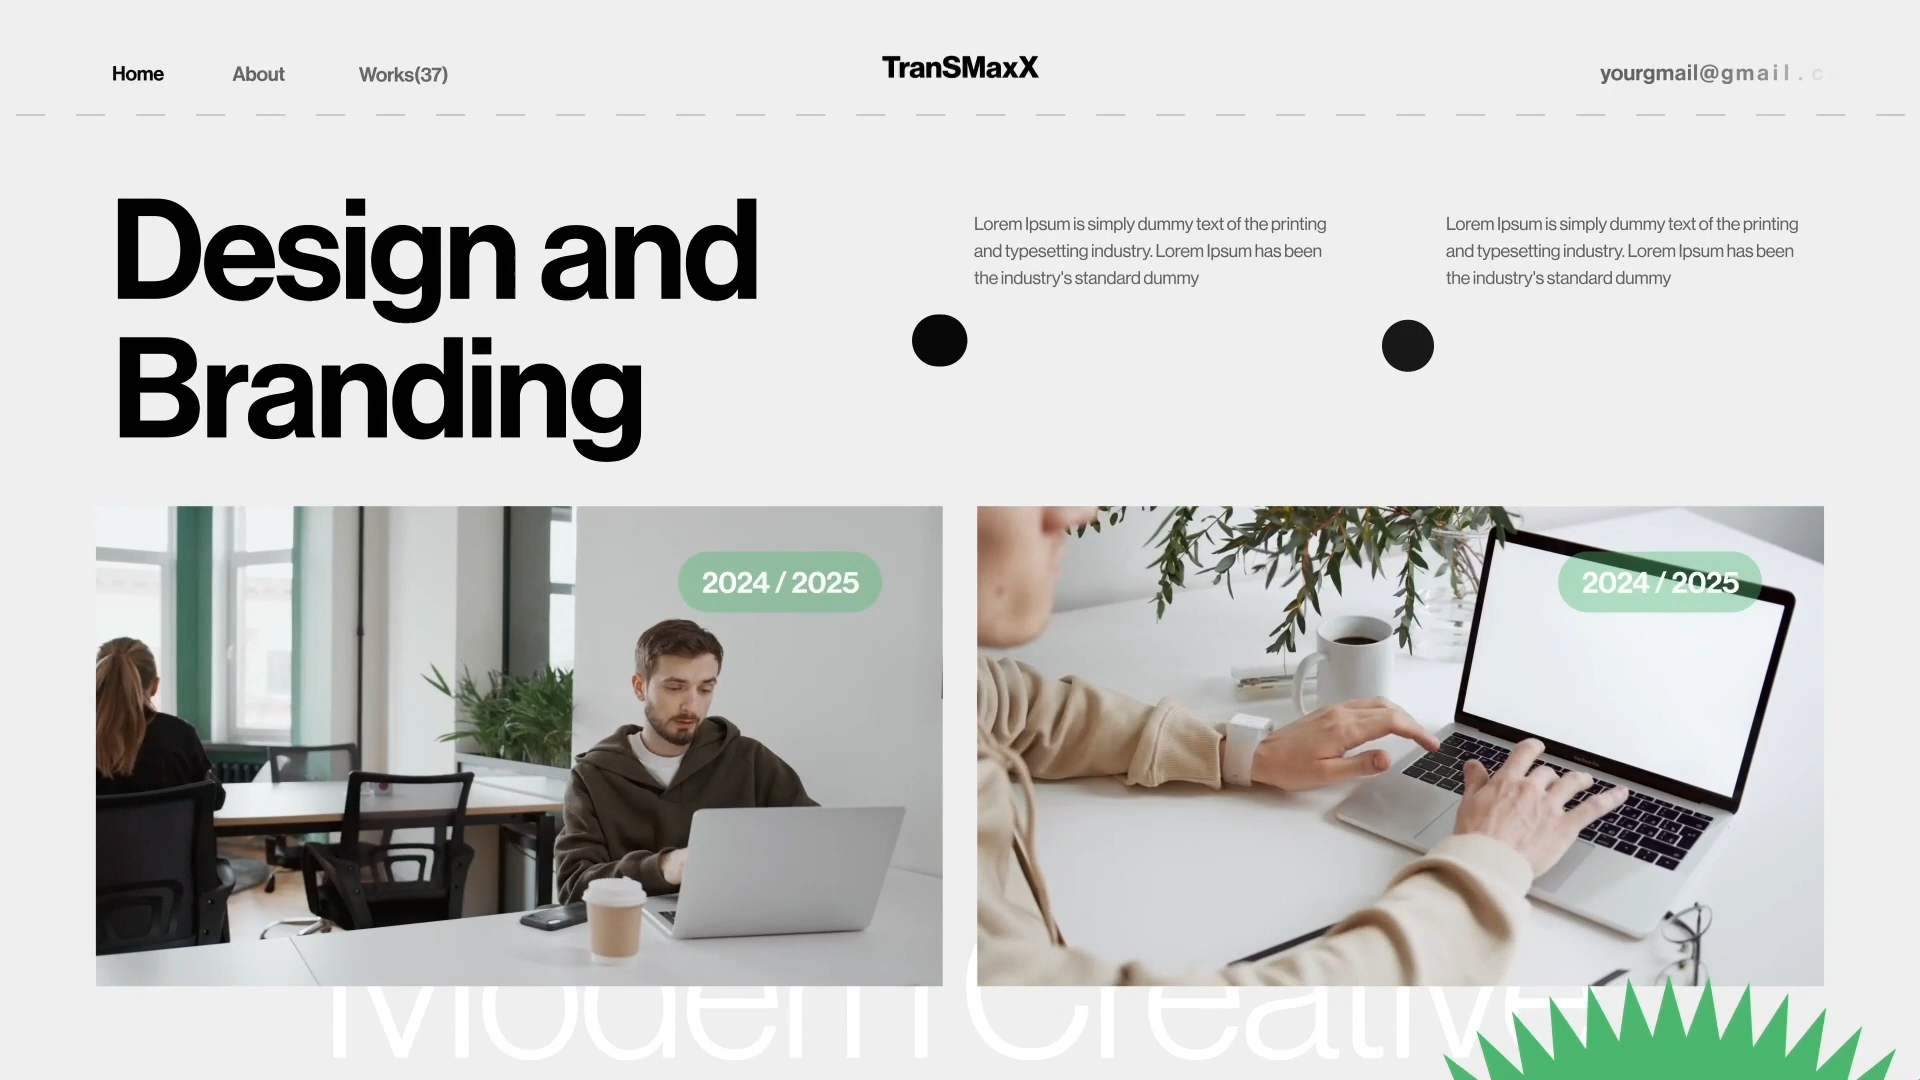 Home
About
Works(37)
TranSMaxX
yourgmail@gmail.c
Design and
Branding
Lorem Ipsum is simply dummy text of the printing
and typesetting industry. Lorem Ipsum has been
the industry's standard dummy
Lorem Ipsum is simply dummy text of the printing
and typesetting industry. Lorem Ipsum has been
the industry's standard dummy
2024 / 2025
2024 / 2025
Modern Creative